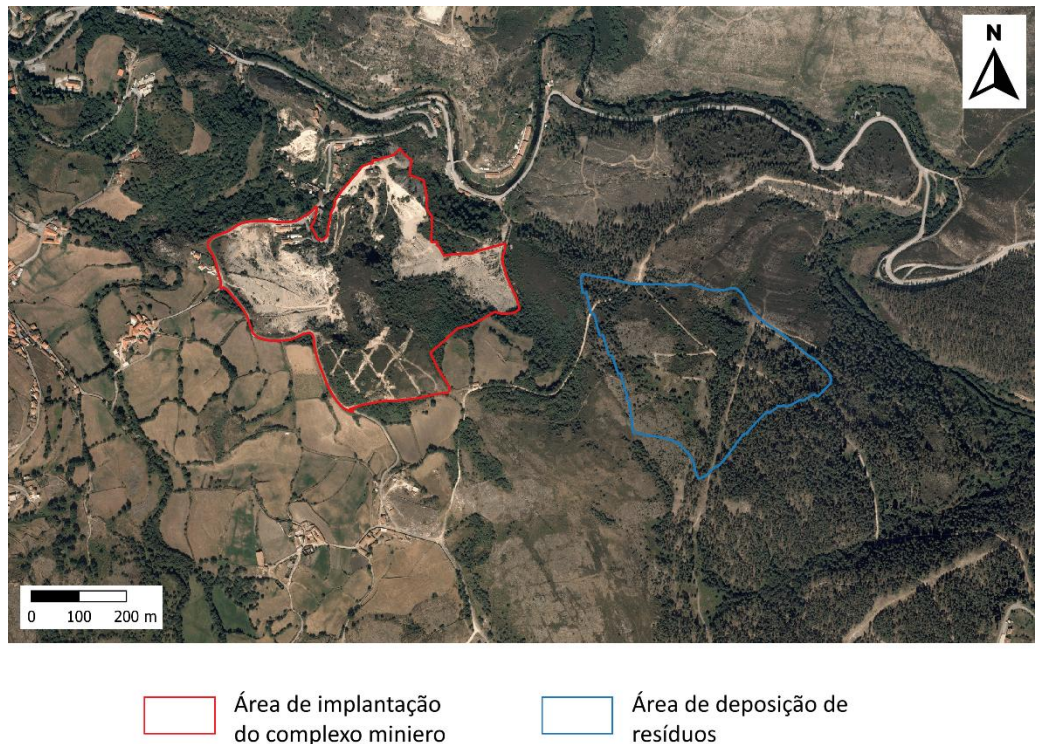 N
0 100 200 m
Área de implantação
do complexo miniero
Área de deposição de
resíduos